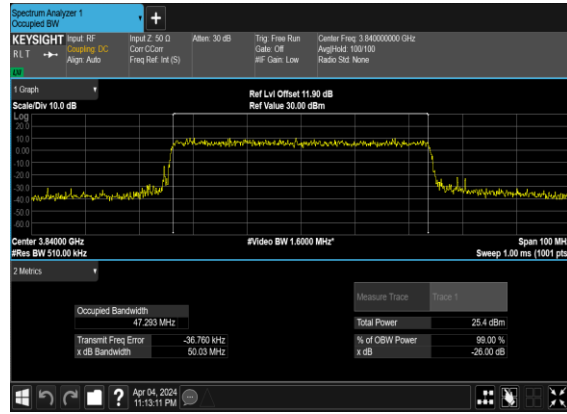 Spectrum Analyzer 1
Occupied BW
+
KEYSIGHT
RLT
Input: RF
Coupling: DC
Align: Auto
Input Z: 50 Ω
Corr CCorr
Freq Ref: Int (S)
Atten: 30 dB
Trig: Free Run
Gate: Off
#IF Gain: Low
Center Freq: 3.840000000 GHz
Avg|Hold: 100/100
Radio Std: None
1 Graph
Scale/Div 10.0 dB
Ref Lvl Offset 11.90 dB
Ref Value 30.00 dBm
Log
20.0
10.0
0.00
-10.0
-20.0
-30.0
-40.0
-50.0
-60.0
Center 3.84000 GHz
#Res BW 510.00 kHz
#Video BW 1.6000 MHz*
Span 100 MH
Sweep 1.00 ms (1001 pts
2 Metrics
Measure Trace Trace 1
Occupied Bandwidth
47.293 MHz
Total Power 25.4 dBm
Transmit Freq Error -36.760 kHz
% of OBW Power 99.00 %
x dB Bandwidth 50.03 MHz
x dB -26.00 dB
?
Apr 04, 2024
11:13:11 PM